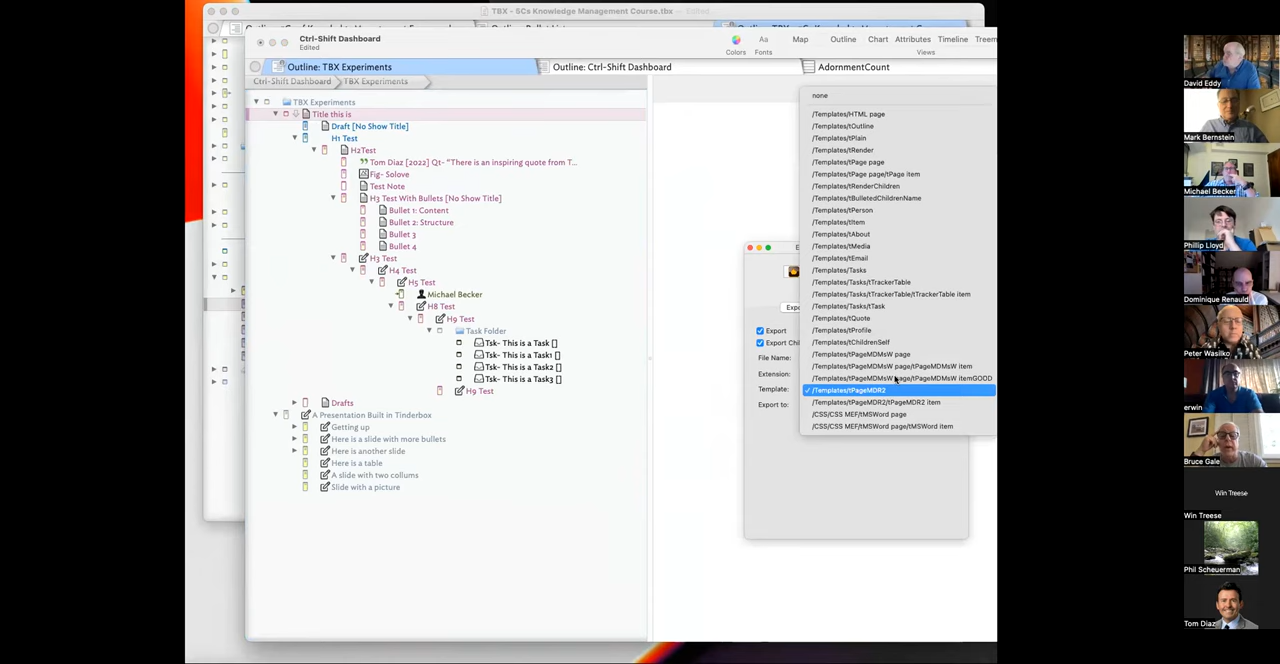 TBX - 5Cs Knowledge Management Course.tbx — Edited
Ctrl-Shift Dashboard
Edited
Colors
Fonts
Map
Outline
Chart
Attributes
Timeline
Treem
Views
Outline: TBX Experiments
Outline: Ctrl-Shift Dashboard
AdornmentCount
Ctrl-Shift Dashboard
TBX Experiments
TBX Experiments
Title this is
Draft [No Show Title]
H1 Test
H2Test
Tom Diaz [2022] Qt- "There is an inspiring quote from T...
Fig- Solove
Test Note
H3 Test With Bullets [No Show Title]
Bullet 1: Content
Bullet 2: Structure
Bullet 3
Bullet 4
H3 Test
H4 Test
H5 Test
Michael Becker
H8 Test
H9 Test
Task Folder
Tsk- This is a Task []
Tsk- This is a Task1 []
Tsk- This is a Task2 []
Tsk- This is a Task3 []
H9 Test
Drafts
A Presentation Built in Tinderbox
Getting up
Here is a slide with more bullets
Here is another slide
Here is a table
A slide with two collums
Slide with a picture
Expo
Export
Export Chi
File Name:
Extension:
Template:
Export to:
none
/Templates/HTML page
/Templates/tOutline
/Templates/tPlain
/Templates/tRender
/Templates/tPage page
/Templates/tPage page/tPage item
/Templates/tRenderChildren
/Templates/tBulletedChildrenName
/Templates/tPerson
/Templates/tItem
/Templates/tAbout
/Templates/tMedia
/Templates/tEmail
/Templates/Tasks
/Templates/Tasks/tTrackerTable
/Templates/Tasks/tTrackerTable/tTrackerTable item
/Templates/Tasks/tTask
/Templates/tQuote
/Templates/tProfile
/Templates/tChildrenSelf
/Templates/tPageMDMsW page
/Templates/tPageMDMsW page/tPageMDMsW item
/Templates/tPageMDMsW page/tPageMDMsW itemGOOD
✓ /Templates/tPageMDR2
/Templates/tPageMDR2/tPageMDR2 item
/CSS/CSS MEF/tMSWord page
/CSS/CSS MEF/tMSWord page/tMSWord item
David Eddy
Mark Bernstein
Michael Becker
Phillip Lloyd
Dominique Renauld
Peter Wasilko
erwin
Bruce Gale
Win Treese
Win Treese
Phil Scheuerman
Tom Diaz